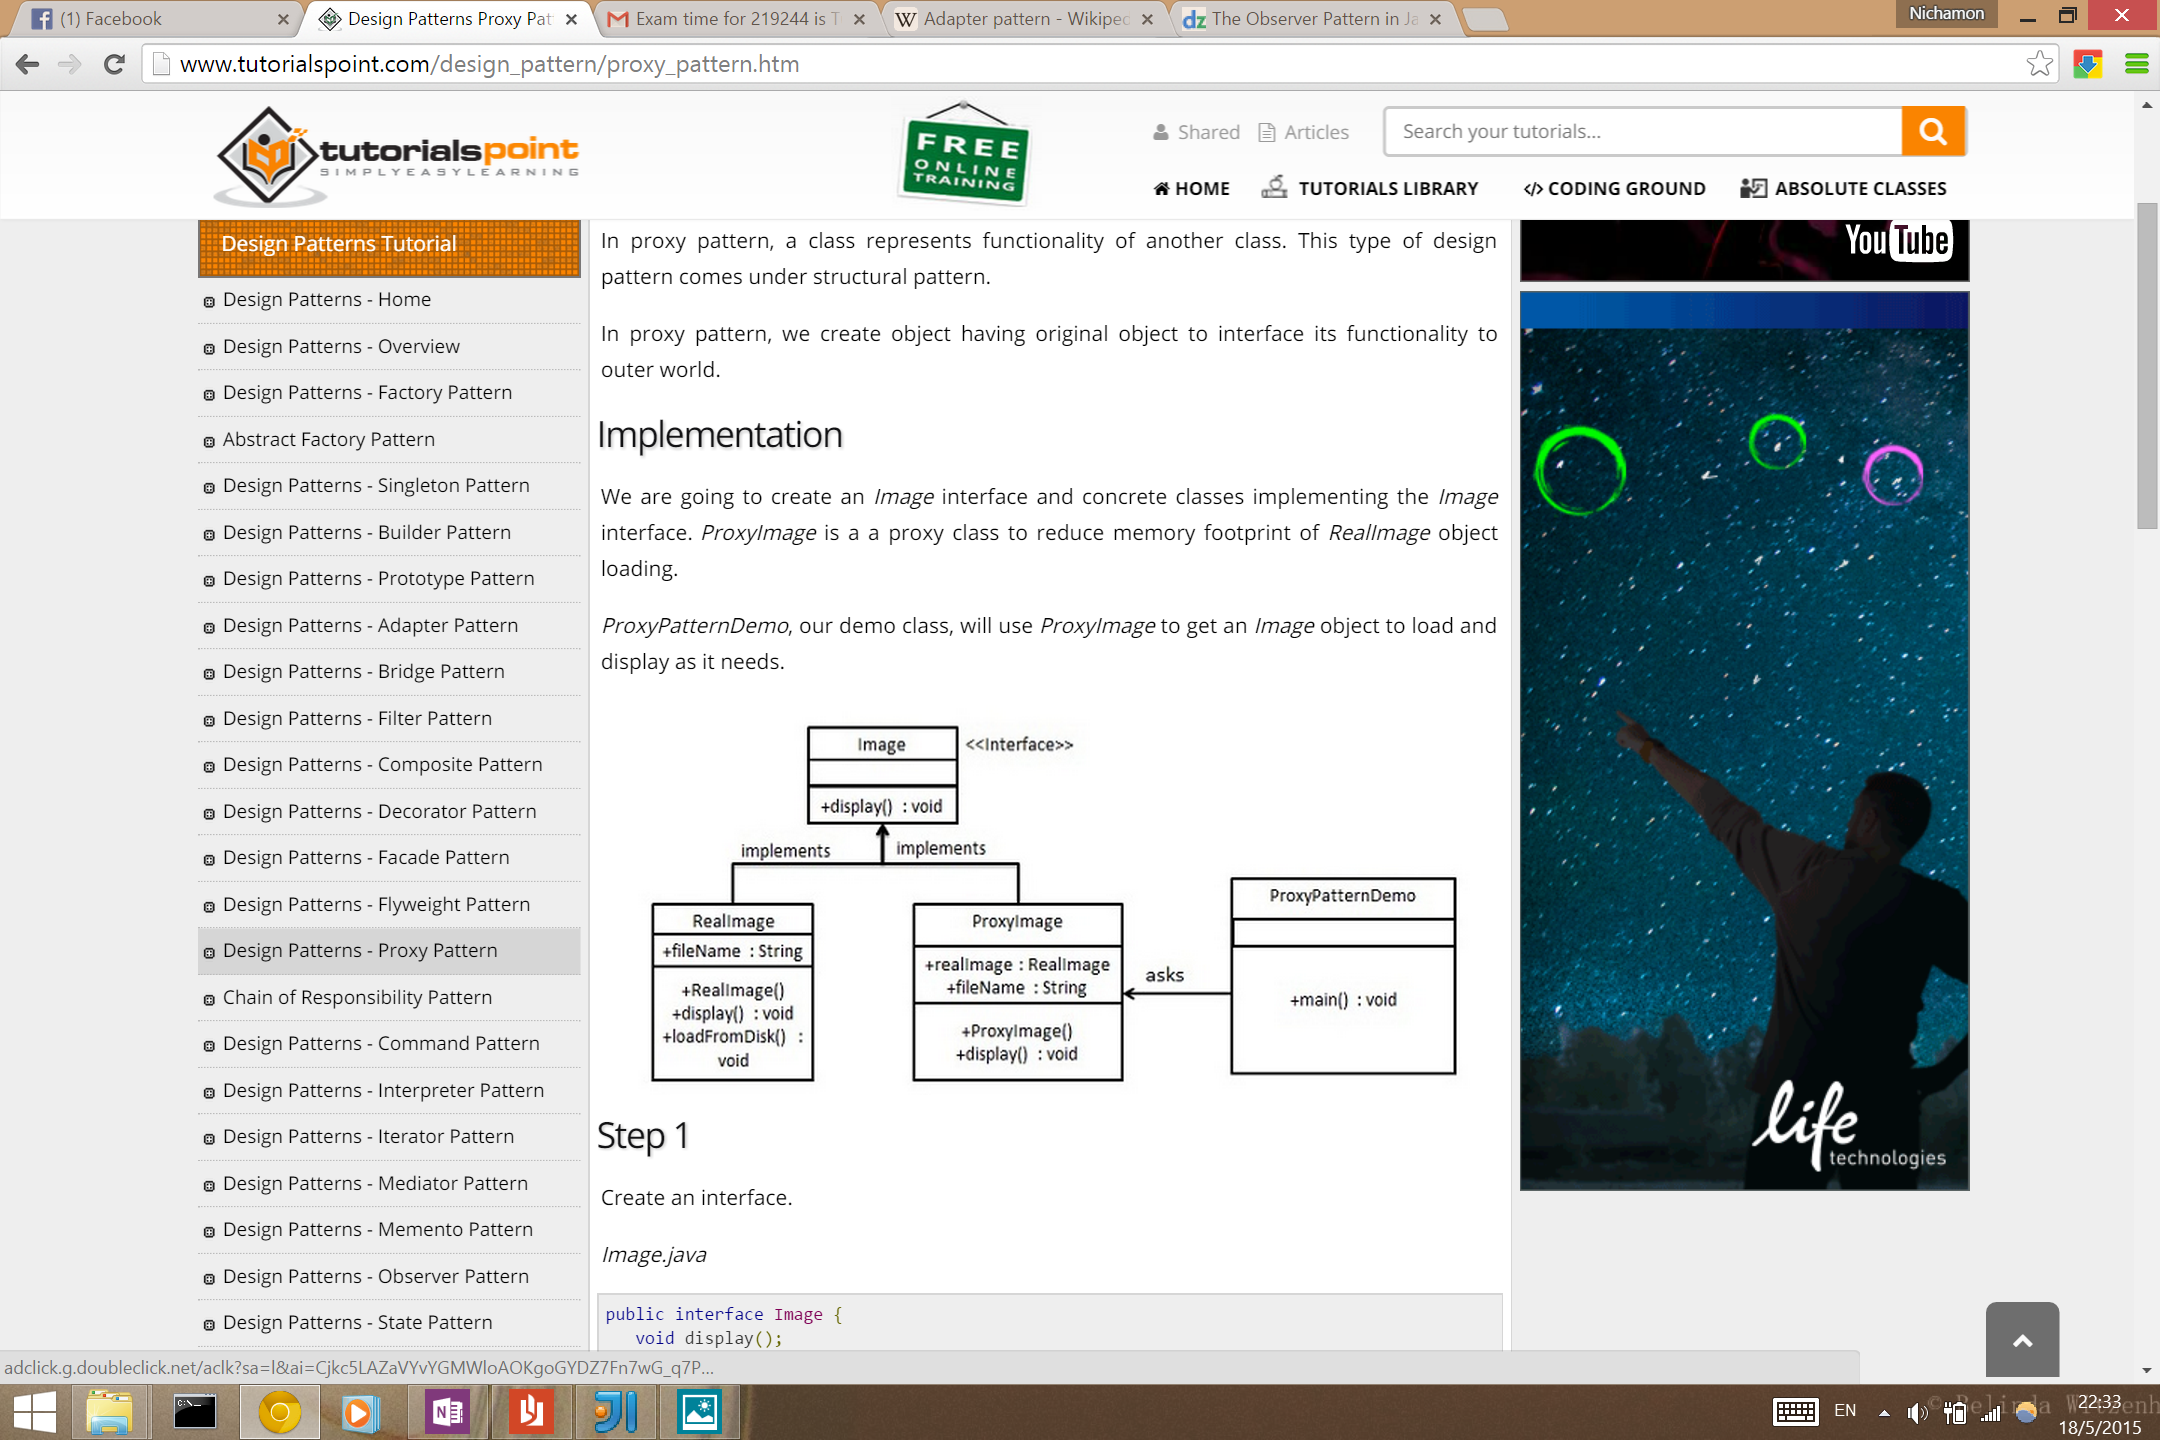 (1) Facebook
Design Patterns Proxy Pat
Exam time for 219244 is T
Adapter pattern - Wikiped
The Observer Pattern in Ja
Nichamon
www.tutorialspoint.com/design_pattern/proxy_pattern.htm
tutorialspoint
SIMPLYEASYLEARNING
FREE
ONLINE
TRAINING
Shared
Articles
Search your tutorials...
HOME
TUTORIALS LIBRARY
</> CODING GROUND
ABSOLUTE CLASSES
Design Patterns Tutorial
Design Patterns - Home
Design Patterns - Overview
Design Patterns - Factory Pattern
Abstract Factory Pattern
Design Patterns - Singleton Pattern
Design Patterns - Builder Pattern
Design Patterns - Prototype Pattern
Design Patterns - Adapter Pattern
Design Patterns - Bridge Pattern
Design Patterns - Filter Pattern
Design Patterns - Composite Pattern
Design Patterns - Decorator Pattern
Design Patterns - Facade Pattern
Design Patterns - Flyweight Pattern
Design Patterns - Proxy Pattern
Chain of Responsibility Pattern
Design Patterns - Command Pattern
Design Patterns - Interpreter Pattern
Design Patterns - Iterator Pattern
Design Patterns - Mediator Pattern
Design Patterns - Memento Pattern
Design Patterns - Observer Pattern
Design Patterns - State Pattern
In proxy pattern, a class represents functionality of another class. This type of design
pattern comes under structural pattern.
In proxy pattern, we create object having original object to interface its functionality to
outer world.
Implementation
We are going to create an Image interface and concrete classes implementing the Image
interface. ProxyImage is a a proxy class to reduce memory footprint of RealImage object
loading.
ProxyPatternDemo, our demo class, will use ProxyImage to get an Image object to load and
display as it needs.
Image
<<Interface>>
+display() : void
implements
implements
RealImage
+fileName : String
+RealImage()
+display() : void
+loadFromDisk() :
void
ProxyImage
+realImage : RealImage
+fileName : String
+ProxyImage()
+display() : void
asks
ProxyPatternDemo
+main() : void
Step 1
Create an interface.
Image.java
public interface Image {
void display();
YouTube
life
technologies
adclick.g.doubleclick.net/aclk?sa=l&ai=Cjkc5LAZaVYvYGMWloAOKgoGYDZ7Fn7wG_q7P...
EN
22:33
18/5/2015